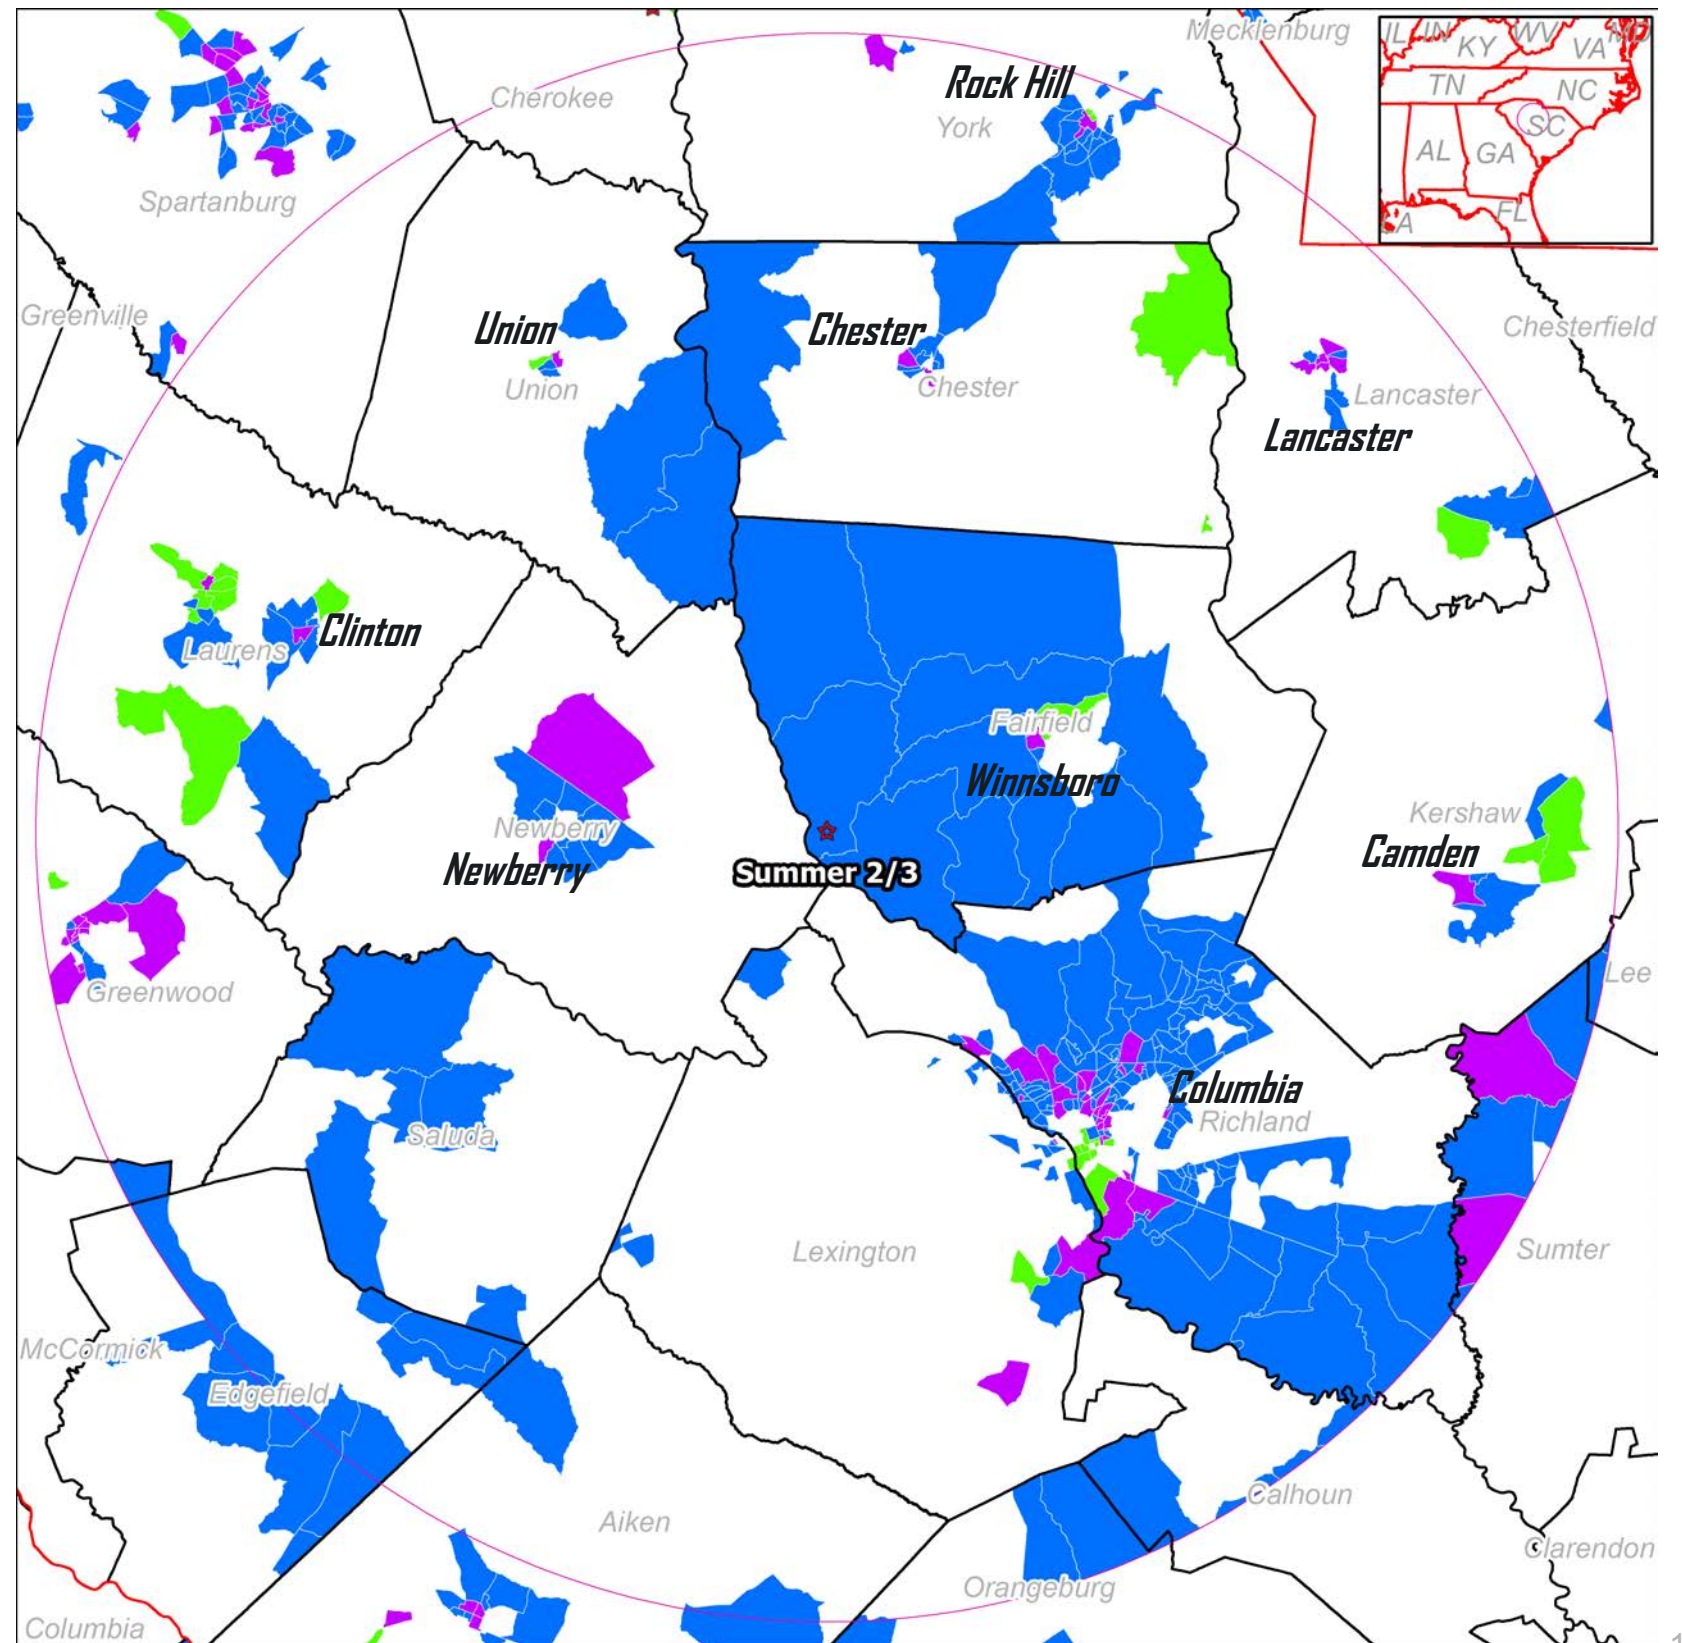 Mecklenburg
IL
IN
KY
WV
VA
MD
TN
NC
SC
AL
GA
FL
Rock Hill
Cherokee
York
Spartanburg
Greenville
Union
Union
Chester
Chester
Chesterfield
Lancaster
Lancaster
Clinton
Laurens
Fairfield
Winnsboro
Newberry
Newberry
Summer 2/3
Kershaw
Camden
Greenwood
Lee
Columbia
Richland
Saluda
Lexington
Sumter
McCormick
Edgefield
Aiken
Calhoun
Clarendon
Orangeburg
Columbia
1